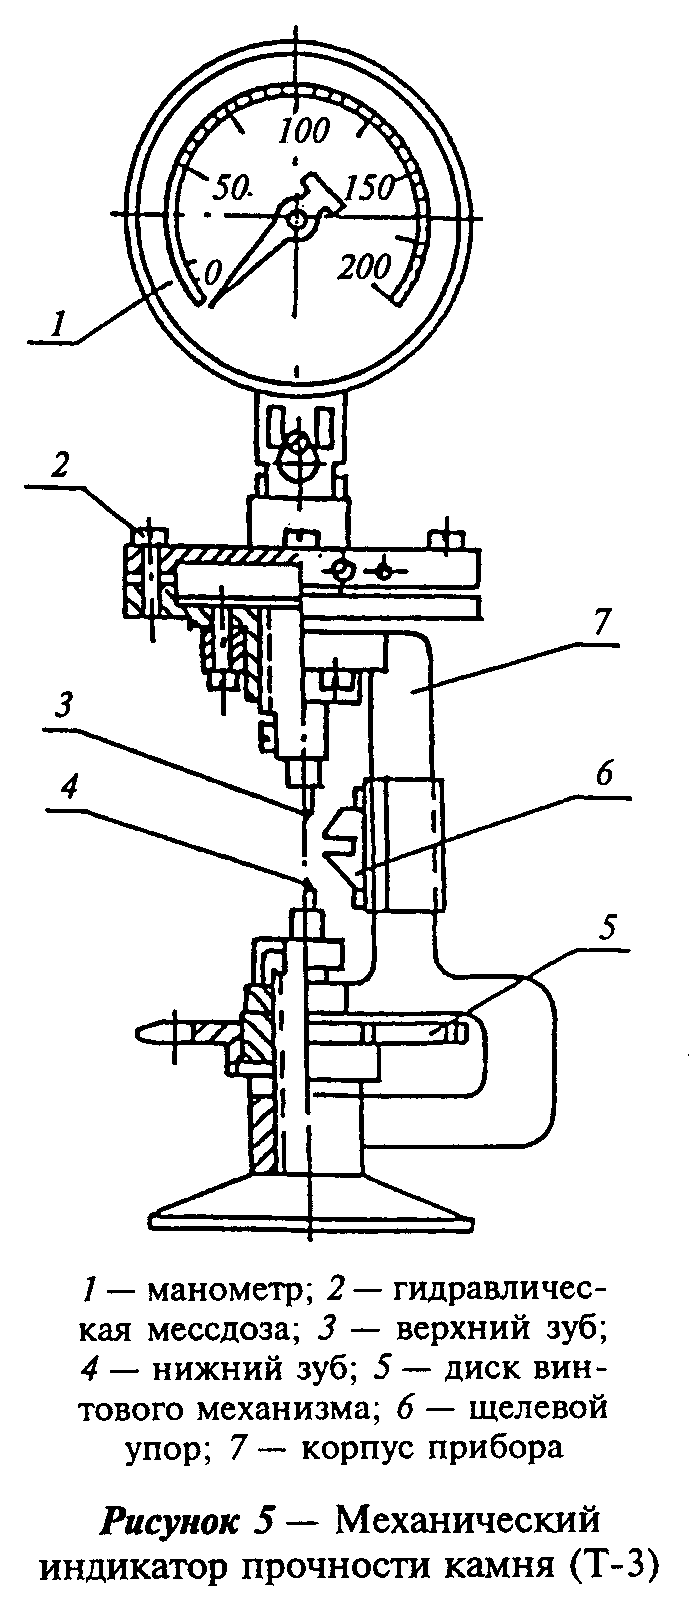 100
50
150
0
200
1
2
7
3
6
4
5
1 — манометр; 2 — гидравличес-
кая мессдоза; 3 — верхний зуб;
4 — нижний зуб; 5 — диск вин-
тового механизма; 6 — щелевой
упор; 7 — корпус прибора
Рисунок 5 — Механический
индикатор прочности камня (Т-3)